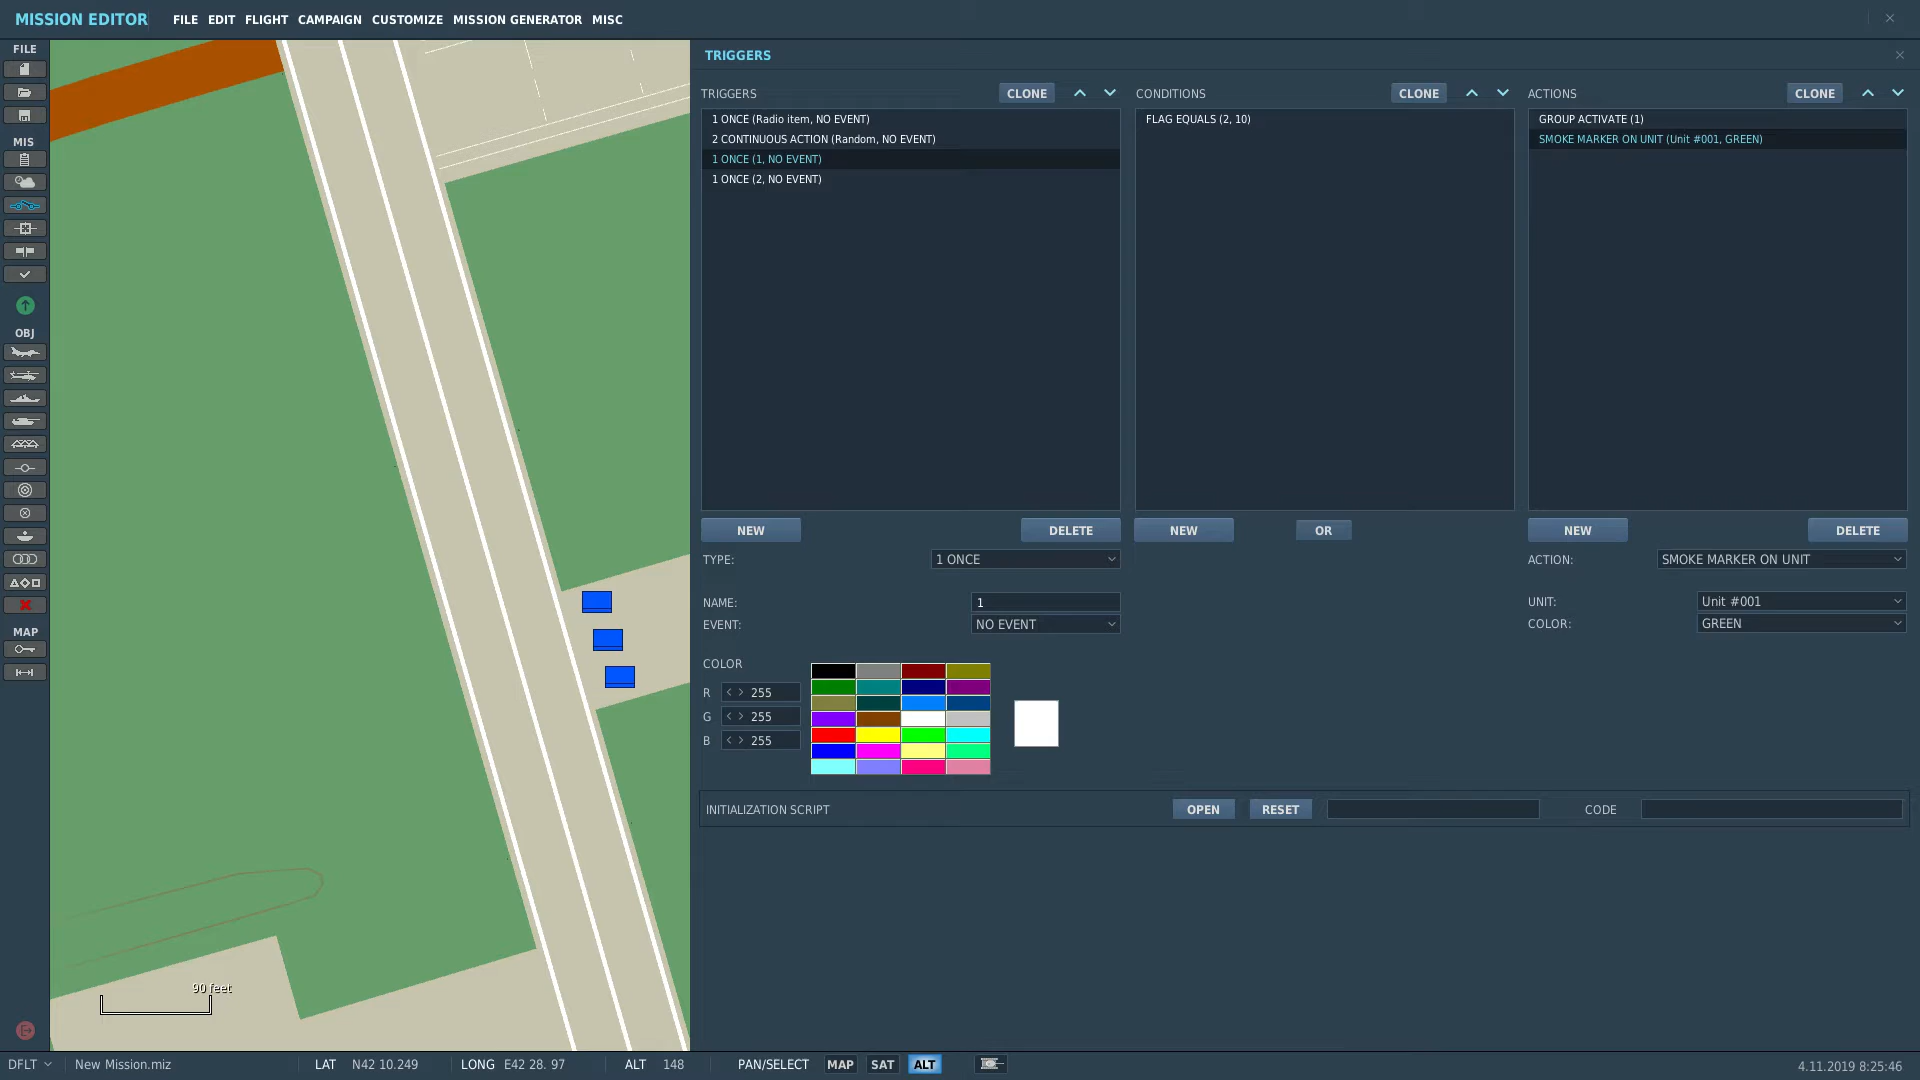 MISSION EDITOR FILE EDIT FLIGHT CAMPAIGN CUSTOMIZE MISSION GENERATOR MISC
FILE
MIS
OBJ
MAP
90 feet
TRIGGERS
TRIGGERS CLONE
1 ONCE (Radio item, NO EVENT)
2 CONTINUOUS ACTION (Random, NO EVENT)
1 ONCE (1, NO EVENT)
1 ONCE (2, NO EVENT)
NEW DELETE
TYPE: 1 ONCE
NAME: 1
EVENT: NO EVENT
COLOR
R < > 255
G < > 255
B < > 255
CONDITIONS CLONE
FLAG EQUALS (2, 10)
NEW OR
ACTIONS CLONE
GROUP ACTIVATE (1)
SMOKE MARKER ON UNIT (Unit #001, GREEN)
NEW DELETE
ACTION: SMOKE MARKER ON UNIT
UNIT: Unit #001
COLOR: GREEN
INITIALIZATION SCRIPT OPEN RESET CODE
DFLT New Mission.miz LAT N42 10.249 LONG E42 28. 97 ALT 148 PAN/SELECT MAP SAT ALT 4.11.2019 8:25:46